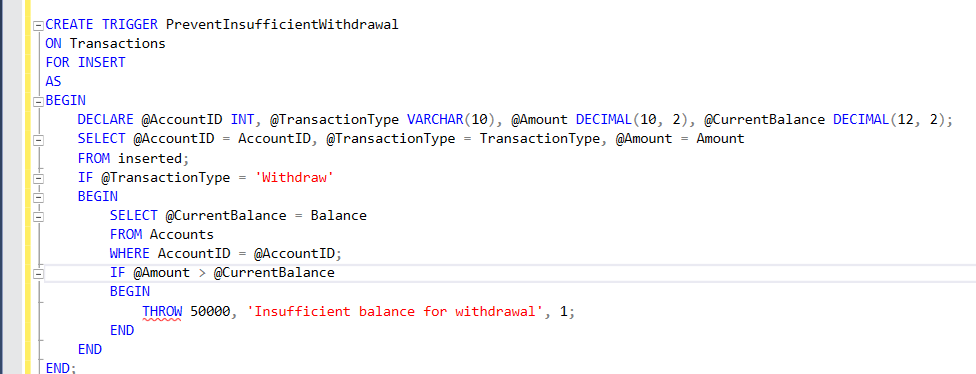 CREATE TRIGGER PreventInsufficientWithdrawal
ON Transactions
FOR INSERT
AS
BEGIN
DECLARE @AccountID INT, @TransactionType VARCHAR(10), @Amount DECIMAL(10, 2), @CurrentBalance DECIMAL(12, 2);
SELECT @AccountID = AccountID, @TransactionType = TransactionType, @Amount = Amount
FROM inserted;
IF @TransactionType = 'Withdraw'
BEGIN
SELECT @CurrentBalance = Balance
FROM Accounts
WHERE AccountID = @AccountID;
IF @Amount > @CurrentBalance
BEGIN
THROW 50000, 'Insufficient balance for withdrawal', 1;
END
END
END;